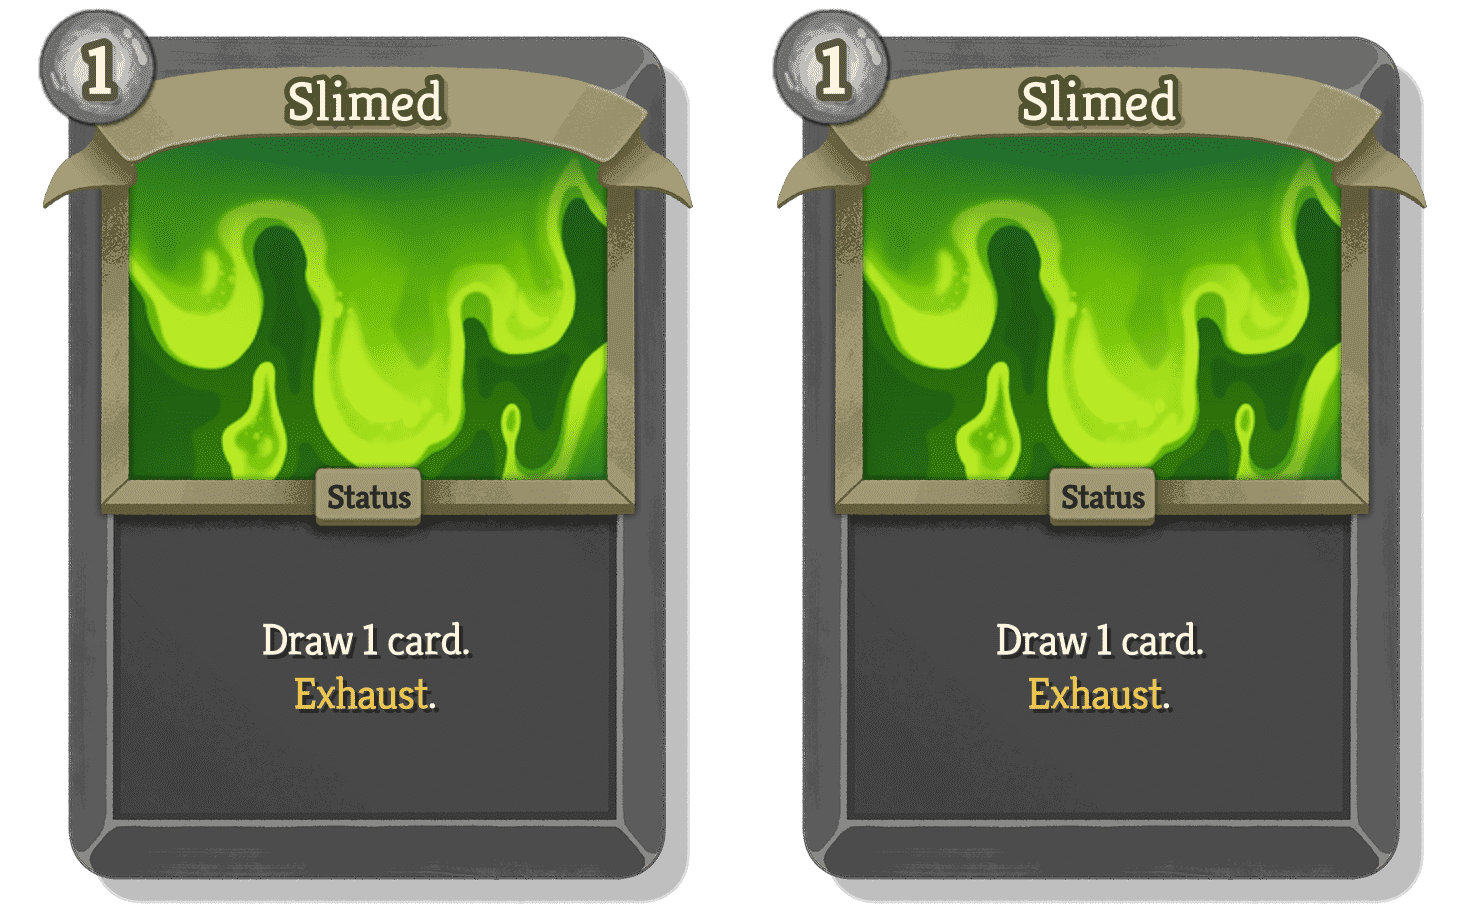 1
Slimed
Status
Draw 1 card.
Exhaust.
1
Slimed
Status
Draw 1 card.
Exhaust.